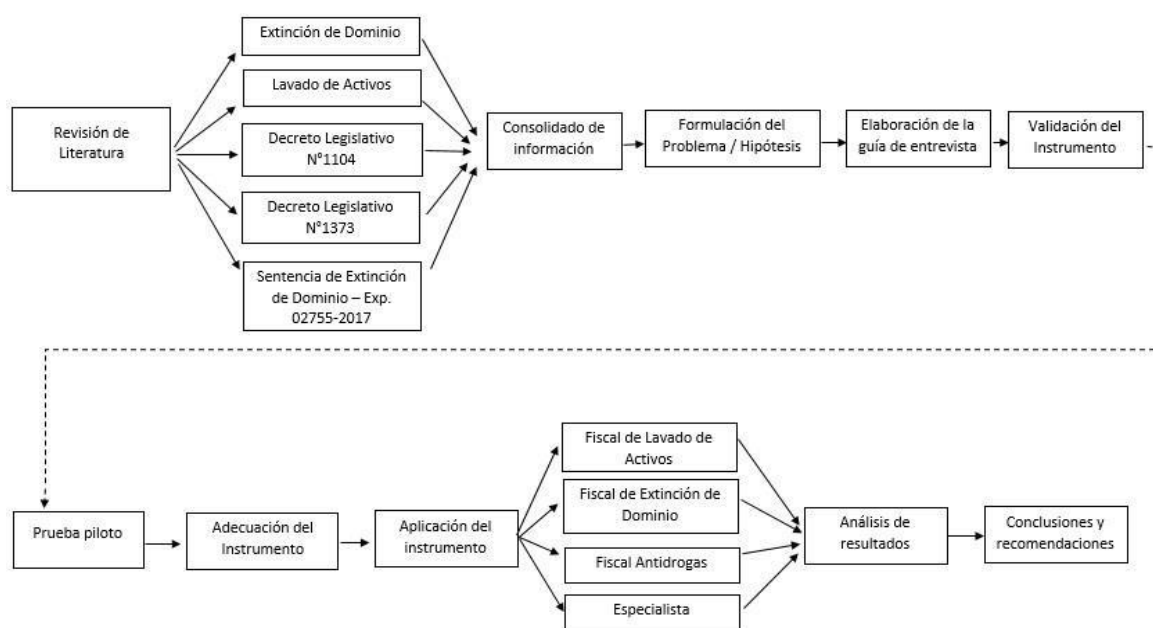 Revisión de
Literatura
Extinción de Dominio
Lavado de Activos
Decreto Legislativo
N°1104
Decreto Legislativo
N°1373
Sentencia de Extinción
de Dominio – Exp.
02755-2017
Consolidado de
información
Formulación del
Problema / Hipótesis
Elaboración de la
guía de entrevista
Validación del
Instrumento
Prueba piloto
Adecuación del
Instrumento
Aplicación del
instrumento
Fiscal de Lavado de
Activos
Fiscal de Extinción de
Dominio
Fiscal Antidrogas
Especialista
Análisis de
resultados
Conclusiones y
recomendaciones